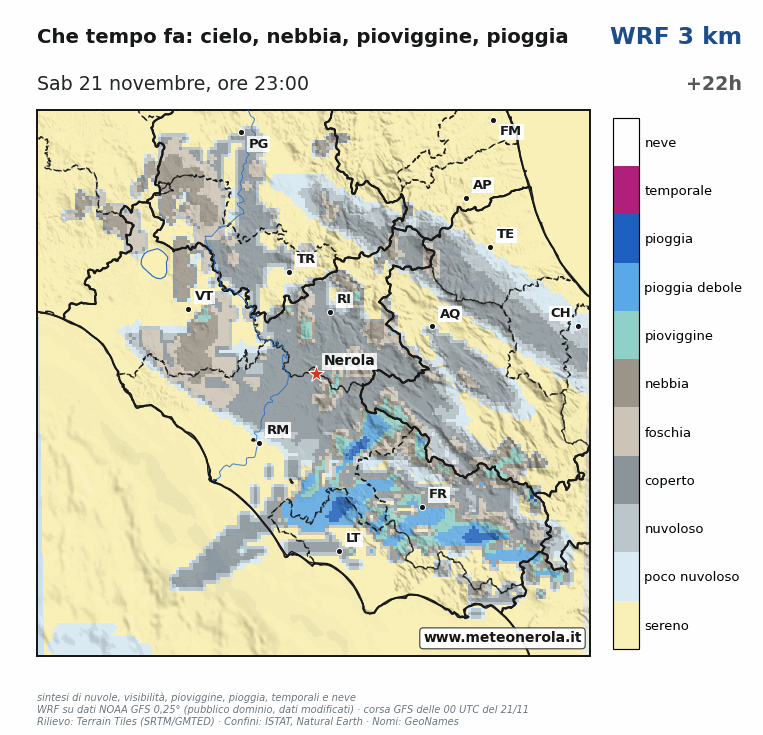 Che tempo fa: cielo, nebbia, pioviggine, pioggia
WRF 3 km
Sab 21 novembre, ore 23:00
+22h
FM
PG
AP
TE
TR
VT
RI
AQ
CH.
Nerola
RM
FR
LT
www.meteonerola.it
neve
temporale
pioggia
pioggia debole
pioviggine
nebbia
foschia
coperto
nuvoloso
poco nuvoloso
sereno
sintesi di nuvole, visibilità, pioviggine, pioggia, temporali e neve
WRF su dati NOAA GFS 0,25° (pubblico dominio, dati modificati) · corsa GFS delle 00 UTC del 21/11
Rilievo: Terrain Tiles (SRTM/GMTED) · Confini: ISTAT, Natural Earth · Nomi: GeoNames